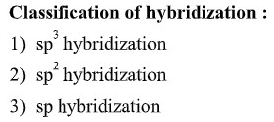 Classification of hybridization :
1) sp³ hybridization
2) sp² hybridization
3) sp hybridization